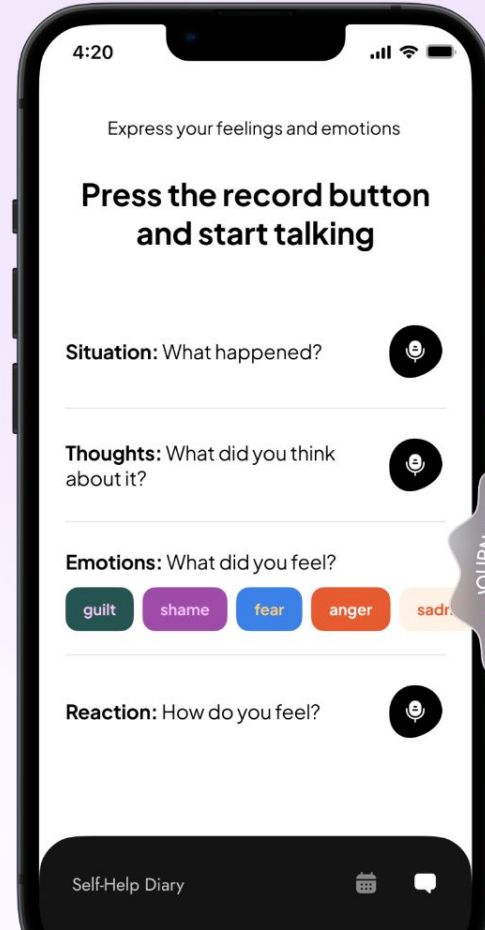 4:20
Express your feelings and emotions
Press the record button
and start talking
Situation: What happened?
Thoughts: What did you think
about it?
Emotions: What did you feel?
guilt shame fear anger
Reaction: How do you feel?
Self-Help Diary